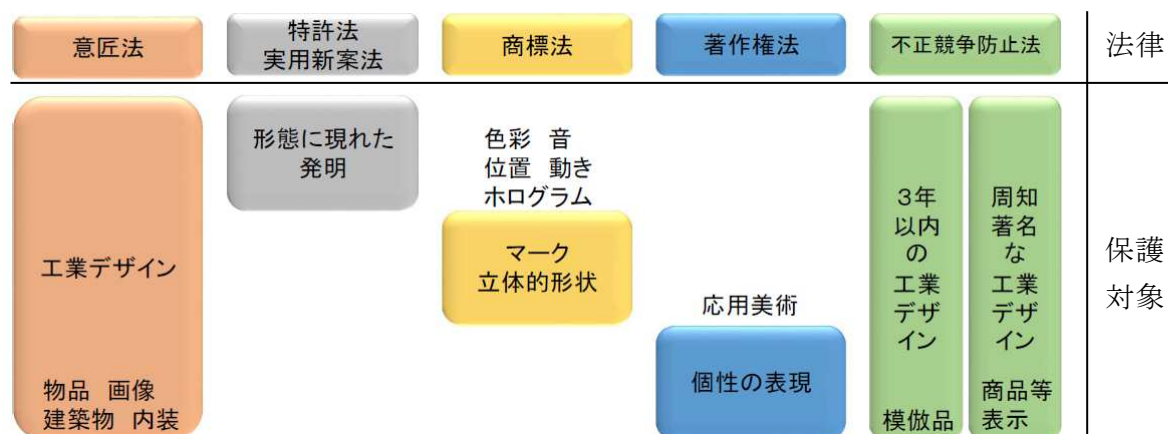 意匠法
特許法
実用新案法
商標法
著作権法
不正競争防止法
法律
工業デザイン
物品 画像
建築物 内装
形態に現れた
発明
色彩 音
位置 動き
ホログラム
マーク
立体的形状
応用美術
個性の表現
3年
以内
の
工業
デザ
イン
模倣品
周知
著名
な
工業
デザ
イン
商品等
表示
保護
対象